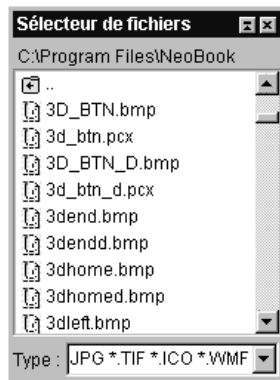 Sélecteur de fichiers
C:\Program Files\NeoBook
..
3D_BTN.bmp
3d_btn.pcx
3D_BTN_D.bmp
3d_btn_d.pcx
3dend.bmp
3dendd.bmp
3dhome.bmp
3dhomed.bmp
3dleft.bmp
Type : JPG *.TIF *.ICO *.WMF